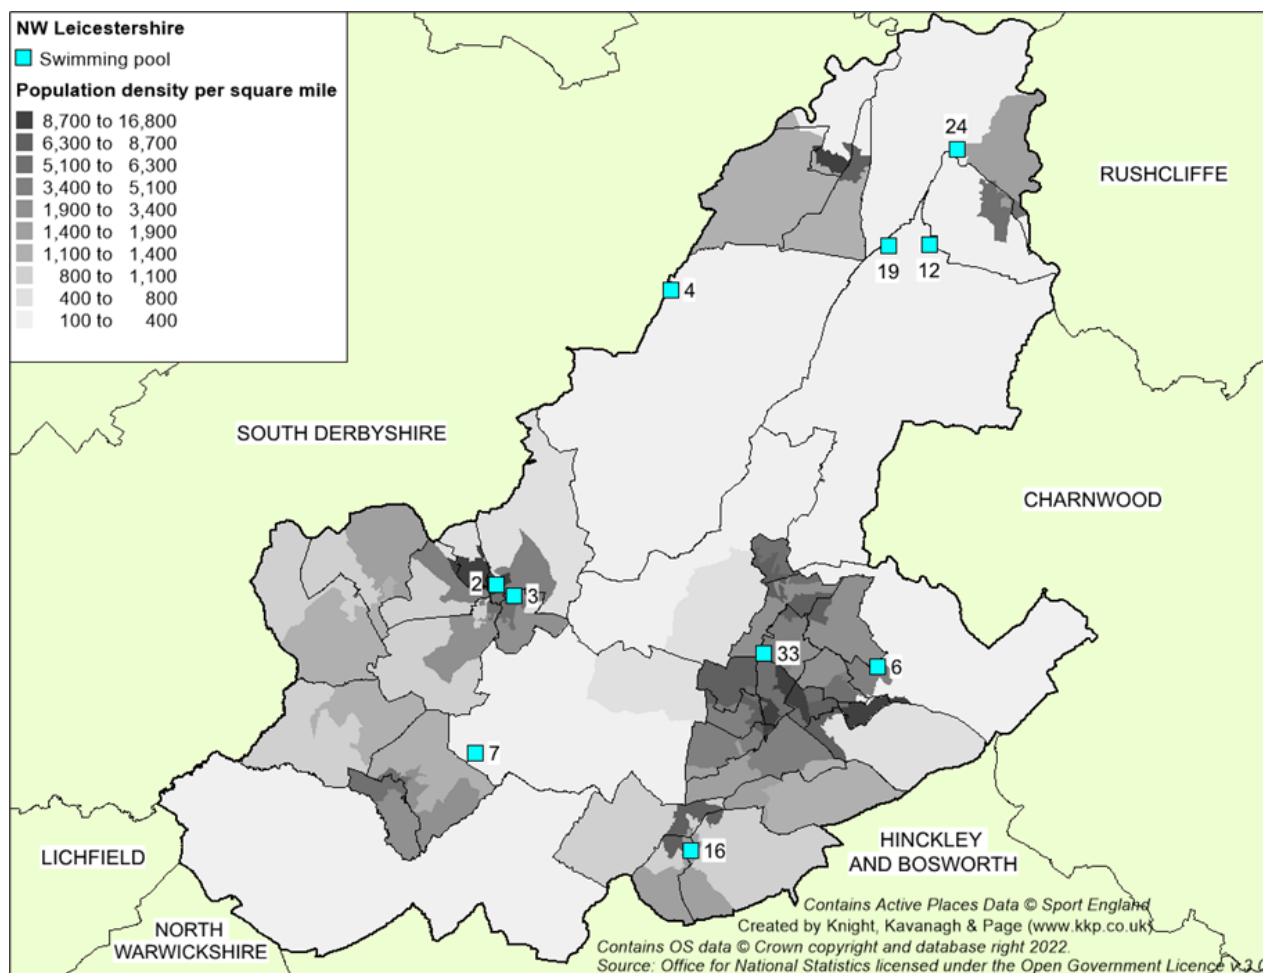 NW Leicestershire
Swimming pool
Population density per square mile
8,700 to 16,800
6,300 to 8,700
5,100 to 6,300
3,400 to 5,100
1,900 to 3,400
1,400 to 1,900
1,100 to 1,400
800 to 1,100
400 to 800
100 to 400
24
RUSHCLIFFE
19
12
4
SOUTH DERBYSHIRE
CHARNWOOD
2
3
33
6
7
16
LICHFIELD
HINCKLEY
AND BOSWORTH
NORTH
WARWICKSHIRE
Contains Active Places Data © Sport England
Created by Knight, Kavanagh & Page (www.kkp.co.uk)
Contains OS data © Crown copyright and database right 2022.
Source: Office for National Statistics licensed under the Open Government Licence v.3.0